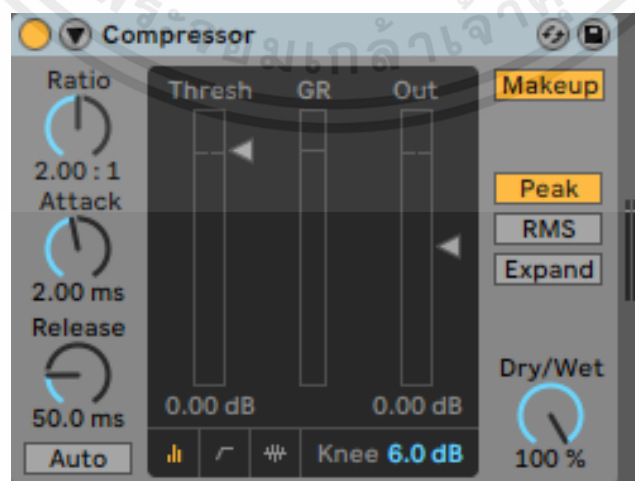 Compressor
Ratio
2.00 : 1
Attack
2.00 ms
Release
50.0 ms
Auto
Thresh GR Out
0.00 dB 0.00 dB
Knee 6.0 dB
Makeup
Peak
RMS
Expand
Dry/Wet
100 %